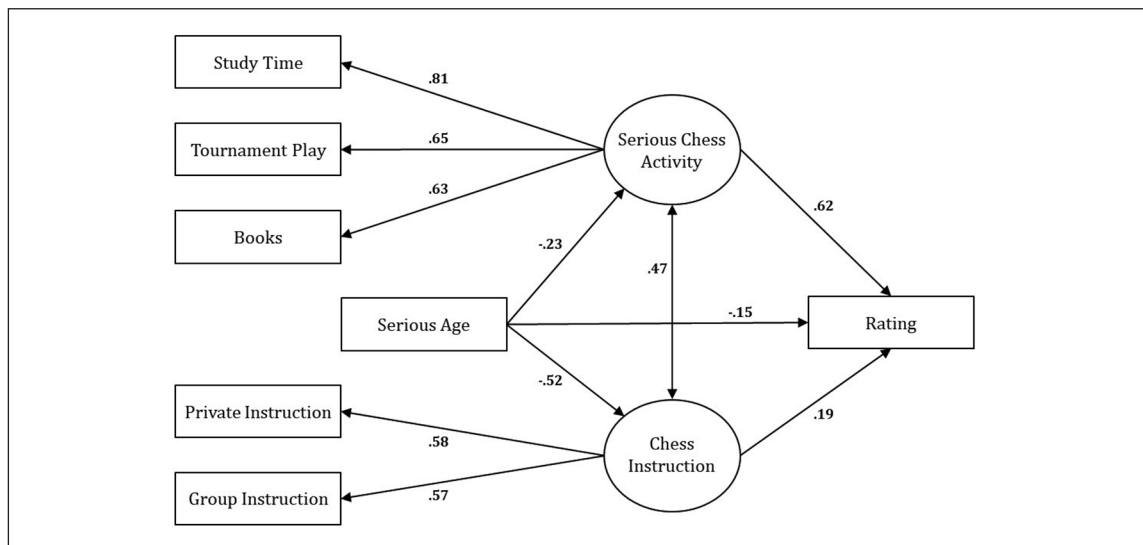 Study Time
.81
Serious Chess
Activity
Tournament Play
.65
.63
Books
.62
-.23
.47
Serious Age
-.15
Rating
-.52
Private Instruction
.58
.19
Chess
Instruction
Group Instruction
.57